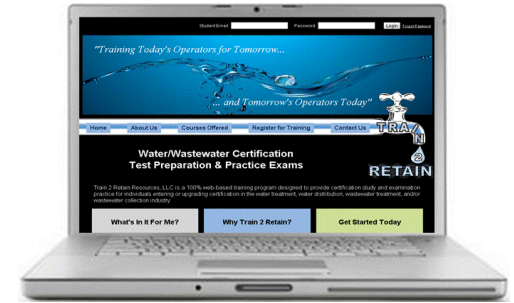 Student Email Password Login Forgot Password
"Training Today's Operators for Tomorrow...
... and Tomorrow's Operators Today"
Home About Us Courses Offered Register for Training Contact Us
TRAIN
2
RETAIN
Water/Wastewater Certification
Test Preparation & Practice Exams
Train 2 Retain Resources, LLC is a 100% web-based training program designed to provide certification study and examination
practice for individuals entering or upgrading certification in the water treatment, water distribution, wastewater treatment, and/or
wastewater collection industry.
What's In It For Me? Why Train 2 Retain? Get Started Today